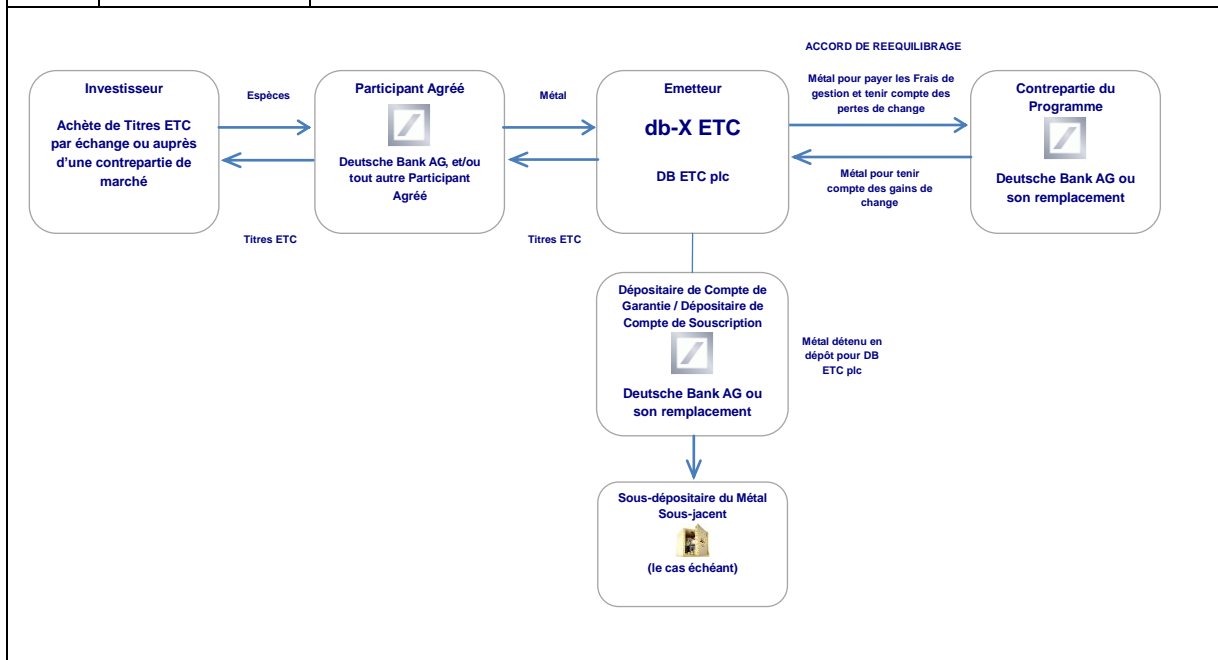 ACCORD DE REEQUILIBRAGE
Investisseur
Achète de Titres ETC
par échange ou auprès
d'une contrepartie de
marché
Espèces
Titres ETC
Participant Agréé
Deutsche Bank AG, et/ou
tout autre Participant
Agréé
Métal
Titres ETC
Emetteur
db-X ETC
DB ETC plc
Métal pour payer les Frais de
gestion et tenir compte des
pertes de change
Métal pour tenir
compte des gains de
change
Contrepartie du
Programme
Deutsche Bank AG ou
son remplacement
Dépositaire de Compte de
Garantie / Dépositaire de
Compte de Souscription
Deutsche Bank AG ou
son remplacement
Métal détenu en
dépôt pour DB
ETC plc
Sous-dépositaire du Métal
Sous-jacent
(le cas échéant)